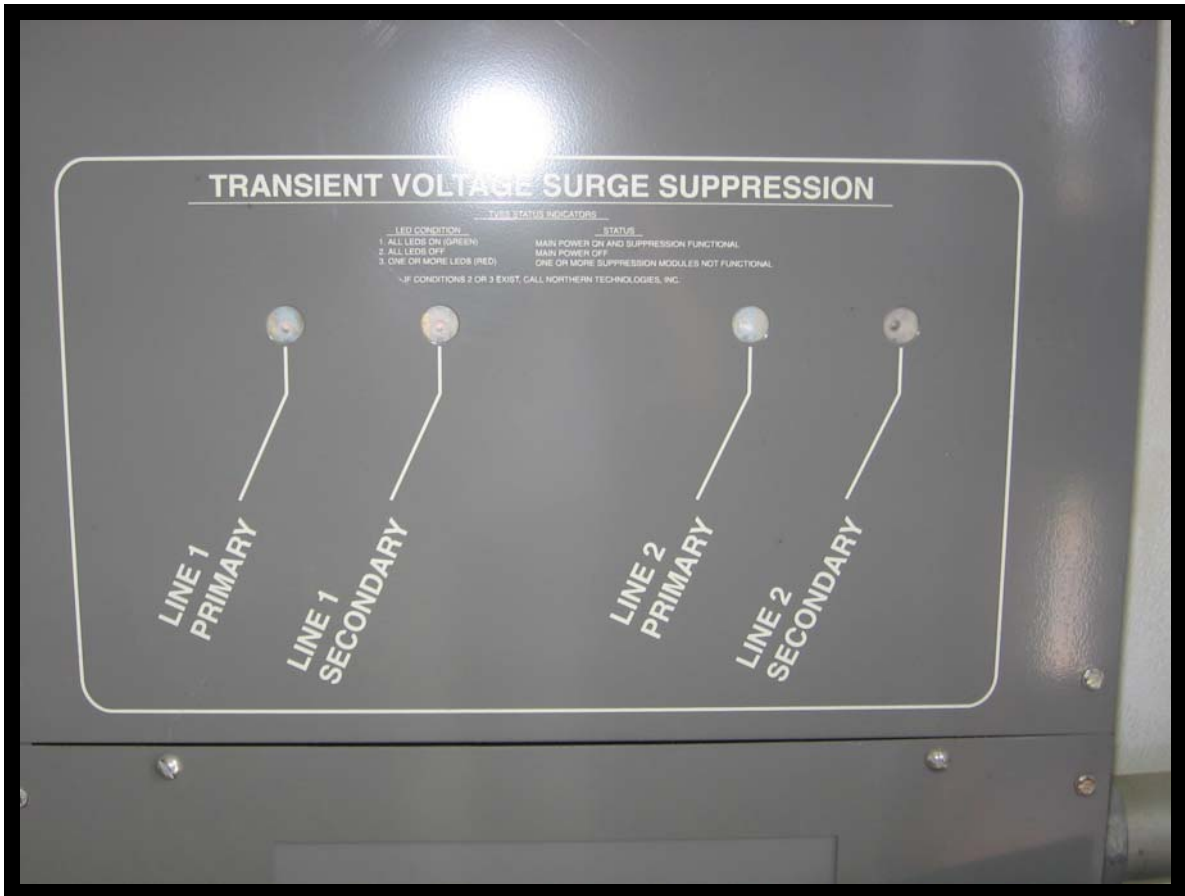 TRANSIENT VOLTAGE SURGE SUPPRESSION
TVSS STATUS INDICATORS
LED CONDITION STATUS
1. ALL LEDS ON (GREEN) MAIN POWER ON AND SUPPRESSION FUNCTIONAL
2. ALL LEDS OFF MAIN POWER OFF
3. ONE OR MORE LEDS (RED) ONE OR MORE SUPPRESSION MODULES NOT FUNCTIONAL
IF CONDITIONS 2 OR 3 EXIST, CALL NORTHERN TECHNOLOGIES, INC.
LINE 1
PRIMARY
LINE 1
SECONDARY
LINE 2
PRIMARY
LINE 2
SECONDARY